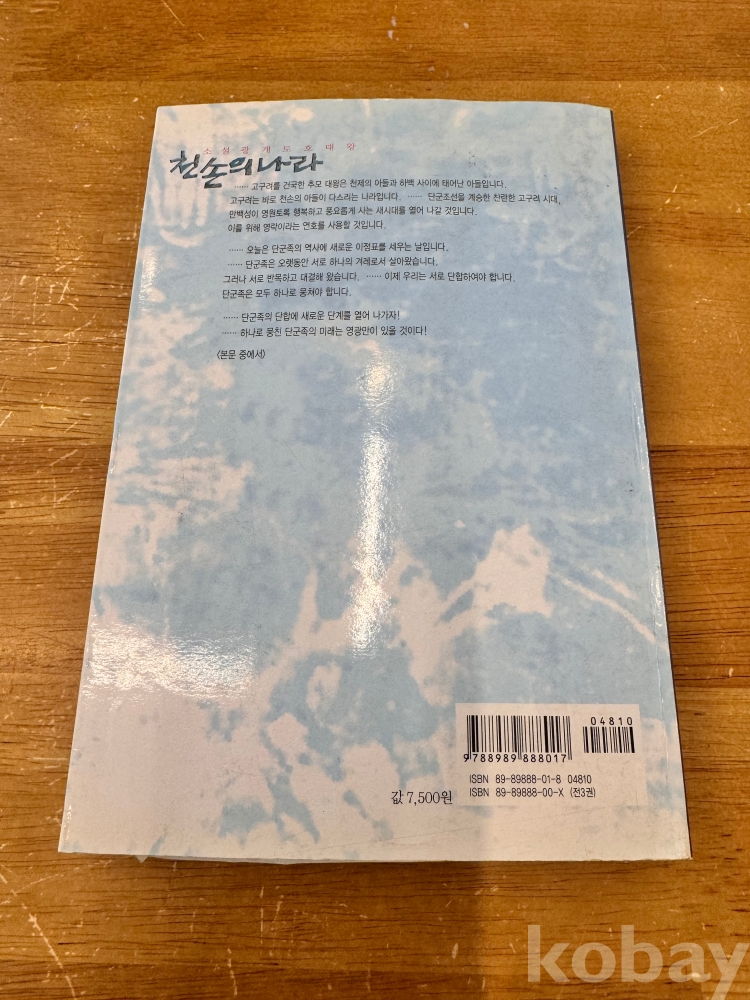 소설광개토호태왕
천손의나라
…… 고구려를 건국한 추모 대왕은 천제의 아들과 하백 사이에 태어난 아들입니다.
고구려는 바로 천손의 아들이 다스리는 나라입니다. …… 단군조선을 계승한 찬란한 고구려 시대,
만백성이 영원토록 행복하고 풍요롭게 사는 새시대를 열어 나갈 것입니다.
이를 위해 영락이라는 연호를 사용할 것입니다.
…… 오늘은 단군족의 역사에 새로운 이정표를 세우는 날입니다.
…… 단군족은 오랫동안 서로 하나의 겨레로서 살아왔습니다.
그러나 서로 반목하고 대결해 왔습니다. …… 이제 우리는 서로 단합하여야 합니다.
단군족은 모두 하나로 뭉쳐야 합니다.
…… 단군족의 단합에 새로운 단계를 열어 나가자!
…… 하나로 뭉친 단군족의 미래는 영광만이 있을 것이다!
〈본문 중에서〉
04810
9788989888017
ISBN 89-89888-01-8 04810
ISBN 89-89888-00-X (전3권)
값 7,500원
kobay